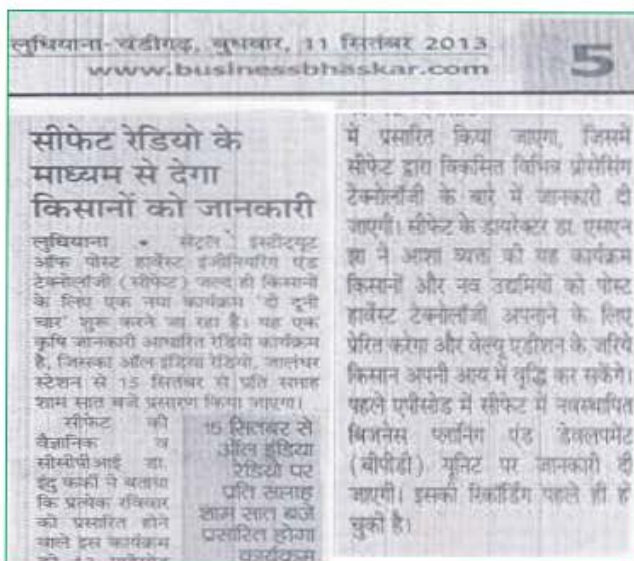 लुधियाना-चंडीगढ़, बुधवार, 11 सितंबर 2013
www.businessbhaskar.com
5
सीफेट रेडियो के
माध्यम से देगा
किसानों को जानकारी
लुधियाना • सेंट्रल इंस्टीट्यूट
ऑफ पोस्ट हार्वेस्ट इंजीनियरिंग एंड
टेक्नोलॉजी (सीफेट) जल्द ही किसानों
के लिए एक नया कार्यक्रम 'दो दूनी
चार' शुरू करने जा रहा है। यह एक
कृषि जानकारी आधारित रेडियो कार्यक्रम
है, जिसका ऑल इंडिया रेडियो, जालंधर
स्टेशन से 15 सितंबर से प्रति सप्ताह
शाम सात बजे प्रसारण किया जाएगा।
सीफेट की
वैज्ञानिक व
सीसीपीआई डा.
इंदु कार्की ने बताया
कि प्रत्येक रविवार
को प्रसारित होने
वाले इस कार्यक्रम
15 सितंबर से
ऑल इंडिया
रेडियो पर
प्रति सप्ताह
शाम सात बजे
प्रसारित होगा
कार्यक्रम
में प्रसारित किया जाएगा, जिसमें
सीफेट द्वारा विकसित विभिन्न प्रोसेसिंग
टेक्नोलॉजी के बारे में जानकारी दी
जाएगी। सीफेट के डायरेक्टर डा. एसएन
झा ने आशा व्यक्त की यह कार्यक्रम
किसानों और नव उद्यमियों को पोस्ट
हार्वेस्ट टेक्नोलॉजी अपनाने के लिए
प्रेरित करेगा और वेल्यू एडीशन के जरिये
किसान अपनी आय में वृद्धि कर सकेंगे।
पहले एपीसोड में सीफेट में नवस्थापित
बिजनेस प्लानिंग एंड डेवलपमेंट
(बीपीडी) यूनिट पर जानकारी दी
जाएगी। इसकी रिकॉर्डिंग पहले ही हो
चुकी है।